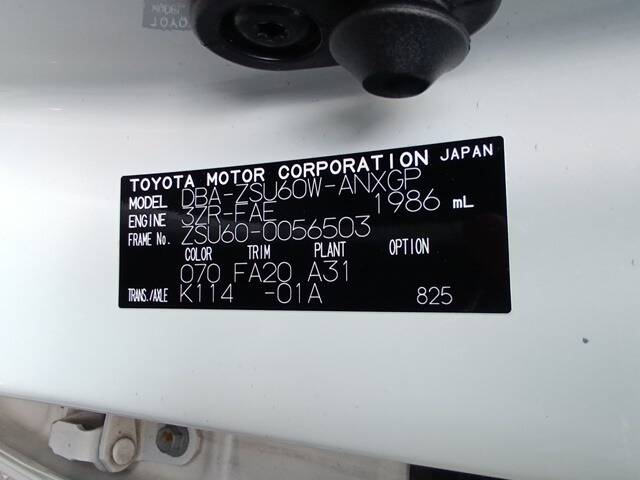 TOYOTA MOTOR CORPORATION JAPAN
MODEL DBA-ZSU60W-ANXGP
ENGINE 3ZR-FAE 1986 mL
FRAME No. ZSU60-0056503
COLOR TRIM PLANT OPTION
070 FA20 A31
TRANS./AXLE K114 -01A 825